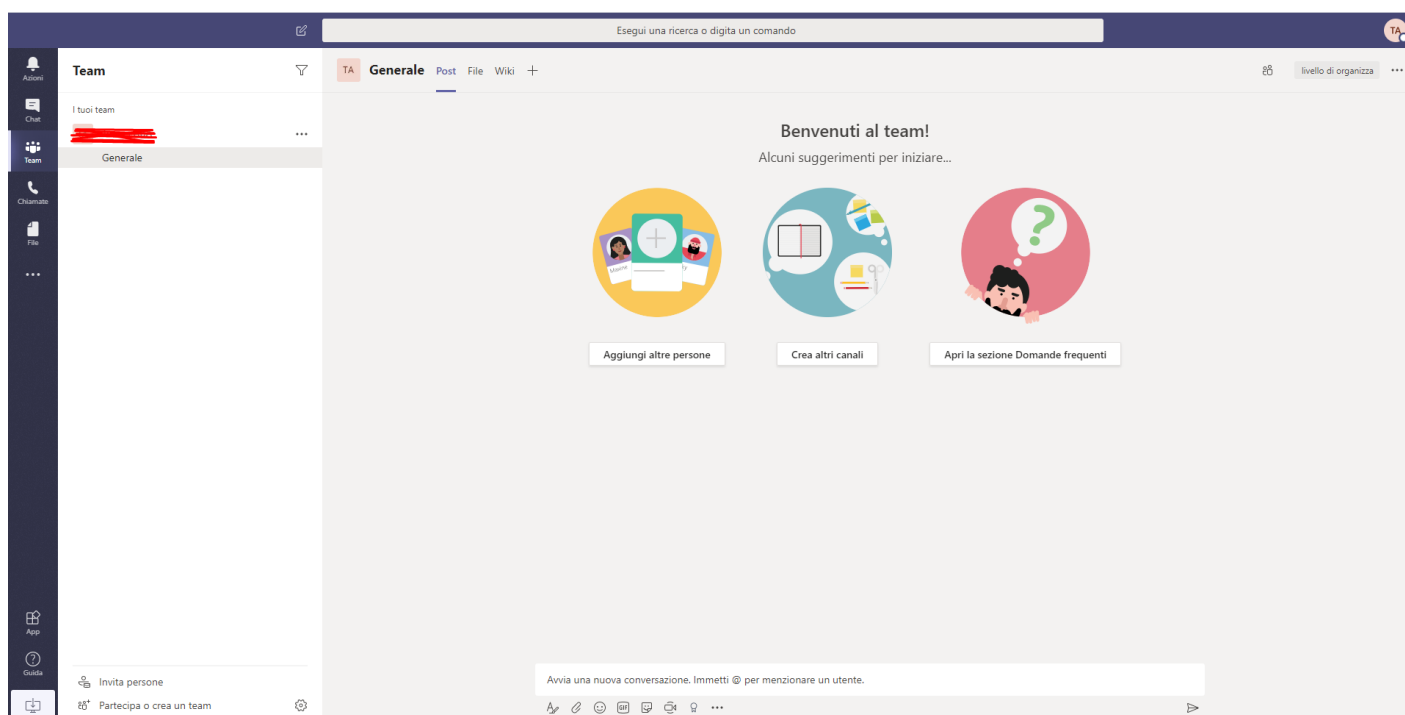 Esegui una ricerca o digita un comando
TA
Azioni
Chat
Team
Chiamate
File
App
Guida
Team
I tuoi team
Generale
Invita persone
Partecipa o crea un team
TA Generale Post File Wiki
livello di organizza
Benvenuti al team!
Alcuni suggerimenti per iniziare...
Maxine
Aggiungi altre persone
Crea altri canali
Apri la sezione Domande frequenti
Avvia una nuova conversazione. Immetti @ per menzionare un utente.
GIF